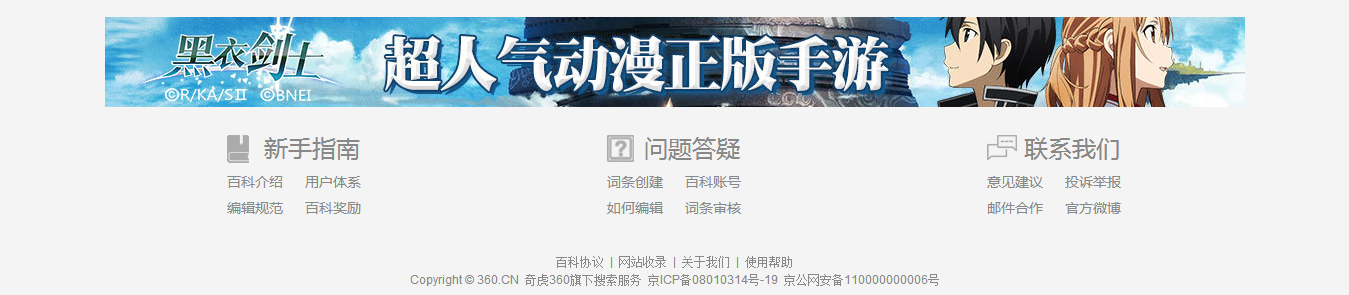 黑衣剑士
©R/KA/SⅡ ©BNEI
超人气动漫正版手游
新手指南
百科介绍 用户体系
编辑规范 百科奖励
问题答疑
词条创建 百科账号
如何编辑 词条审核
联系我们
意见建议 投诉举报
邮件合作 官方微博
百科协议 | 网站收录 | 关于我们 | 使用帮助
Copyright © 360.CN 奇虎360旗下搜索服务 京ICP备08010314号-19 京公网安备110000000006号